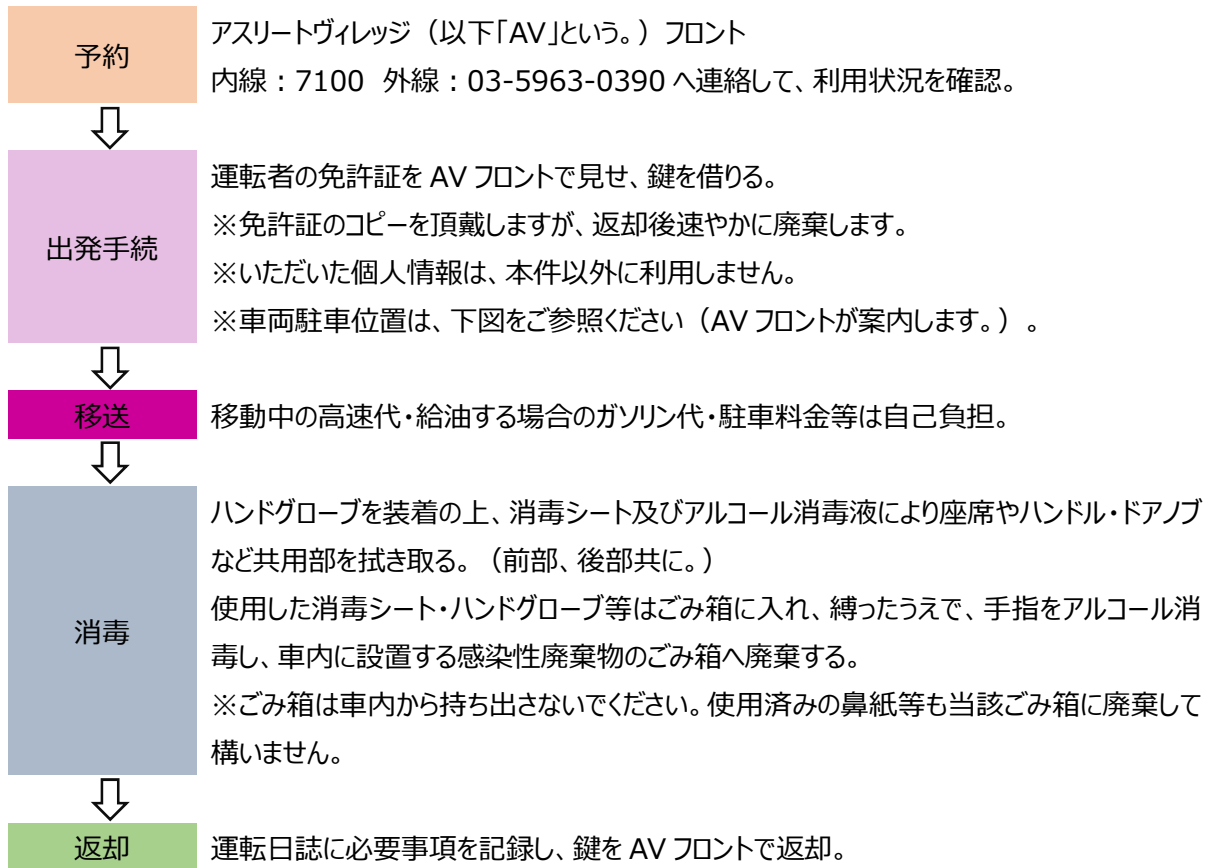 予約
アスリートヴィレッジ（以下「AV」という。）フロント
内線：7100 外線：03-5963-0390 へ連絡して、利用状況を確認。
出発手続
運転者の免許証を AV フロントで見せ、鍵を借りる。
※免許証のコピーを頂戴しますが、返却後速やかに廃棄します。
※いただいた個人情報は、本件以外に利用しません。
※車両駐車位置は、下図をご参照ください（AV フロントが案内します。）。
移送
移動中の高速代・給油する場合のガソリン代・駐車料金等は自己負担。
消毒
ハンドグローブを装着の上、消毒シート及びアルコール消毒液により座席やハンドル・ドアノブ
など共用部を拭き取る。（前部、後部共に。）
使用した消毒シート・ハンドグローブ等はごみ箱に入れ、縛ったうえで、手指をアルコール消
毒し、車内に設置する感染性廃棄物のごみ箱へ廃棄する。
※ごみ箱は車内から持ち出さないでください。使用済みの鼻紙等も当該ごみ箱に廃棄して
構いません。
返却
運転日誌に必要事項を記録し、鍵を AV フロントで返却。